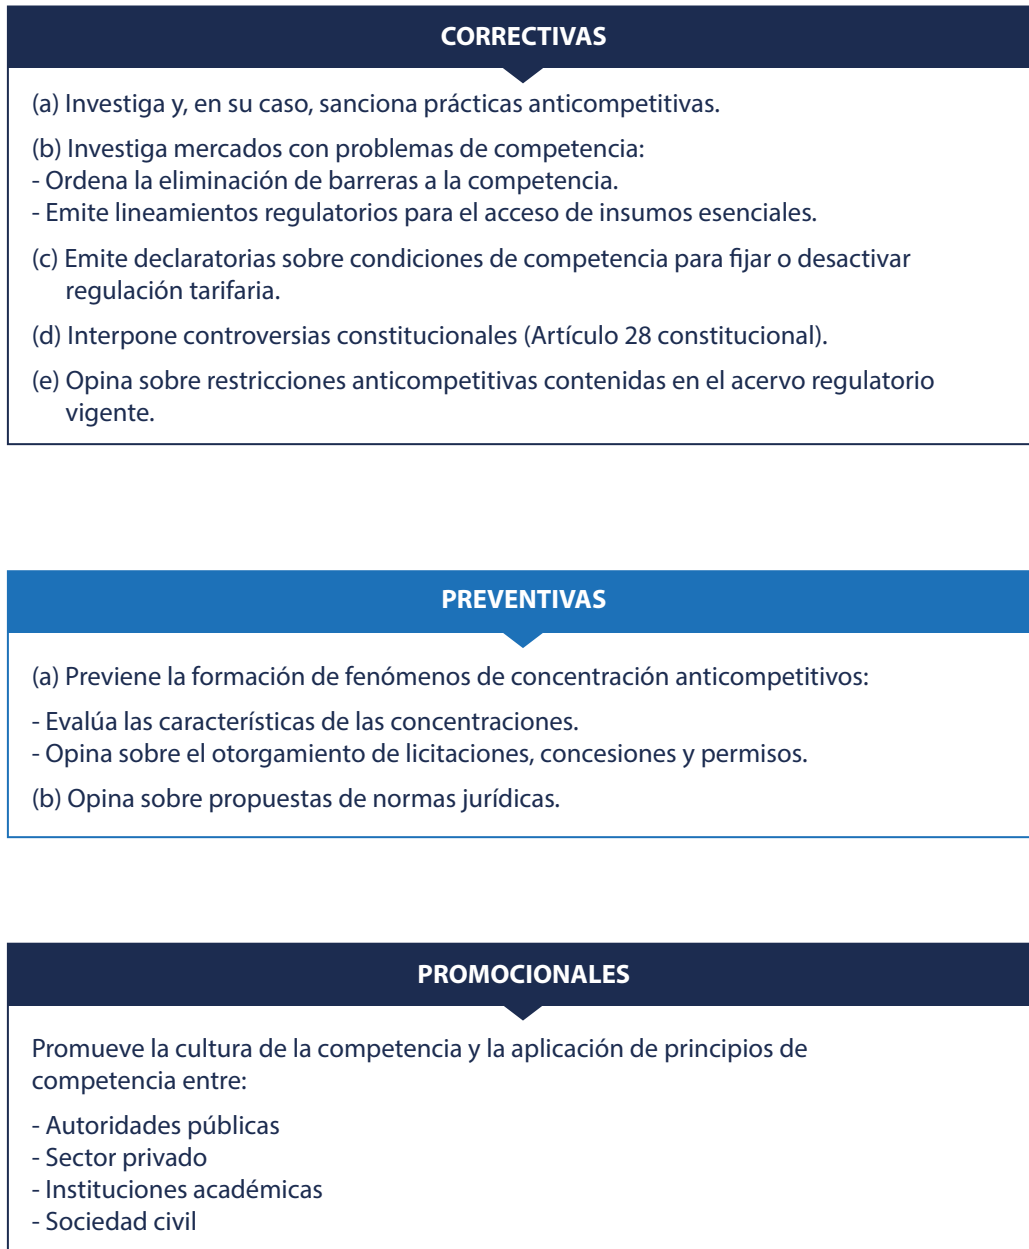 CORRECTIVAS
(a) Investiga y, en su caso, sanciona prácticas anticompetitivas.
(b) Investiga mercados con problemas de competencia:
- Ordena la eliminación de barreras a la competencia.
- Emite lineamientos regulatorios para el acceso de insumos esenciales.
(c) Emite declaratorias sobre condiciones de competencia para fijar o desactivar
regulación tarifaria.
(d) Interpone controversias constitucionales (Artículo 28 constitucional).
(e) Opina sobre restricciones anticompetitivas contenidas en el acervo regulatorio
vigente.
PREVENTIVAS
(a) Previene la formación de fenómenos de concentración anticompetitivos:
- Evalúa las características de las concentraciones.
- Opina sobre el otorgamiento de licitaciones, concesiones y permisos.
(b) Opina sobre propuestas de normas jurídicas.
PROMOCIONALES
Promueve la cultura de la competencia y la aplicación de principios de
competencia entre:
- Autoridades públicas
- Sector privado
- Instituciones académicas
- Sociedad civil